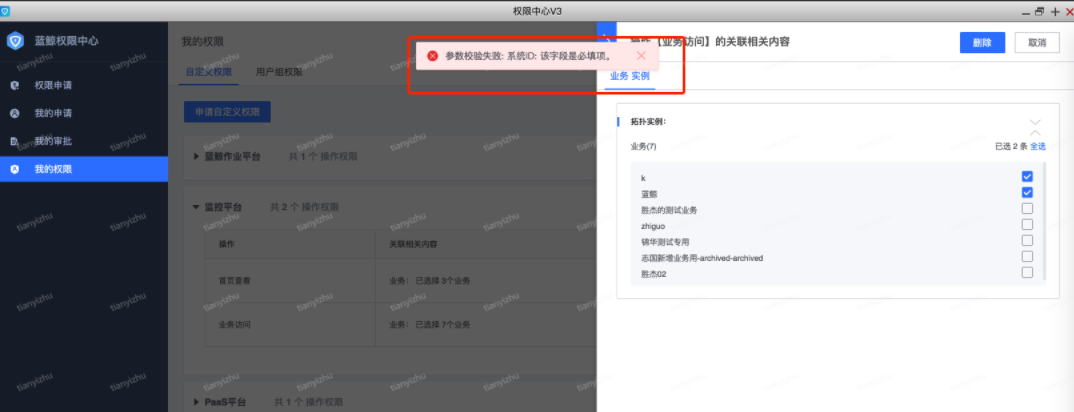 权限中心V3
蓝鲸权限中心
权限申请
我的申请
我的审批
我的权限
我的权限
自定义权限 用户组权限
申请自定义权限
蓝鲸作业平台 共 1 个 操作权限
监控平台 共 2 个 操作权限
操作 关联相关内容
首页查看 业务： 已选择 3个业务
业务访问 业务： 已选择 7个业务
PaaS平台 共 1 个 操作权限
参数校验失败: 系统ID: 该字段是必填项。
【业务访问】的关联相关内容
删除 取消
业务 实例
拓扑实例:
业务(7) 已选 2 条 全选
k
蓝鲸
胜杰的测试业务
zhiguo
锦华测试专用
志国新增业务用-archived-archived
胜杰02
tianyizhu